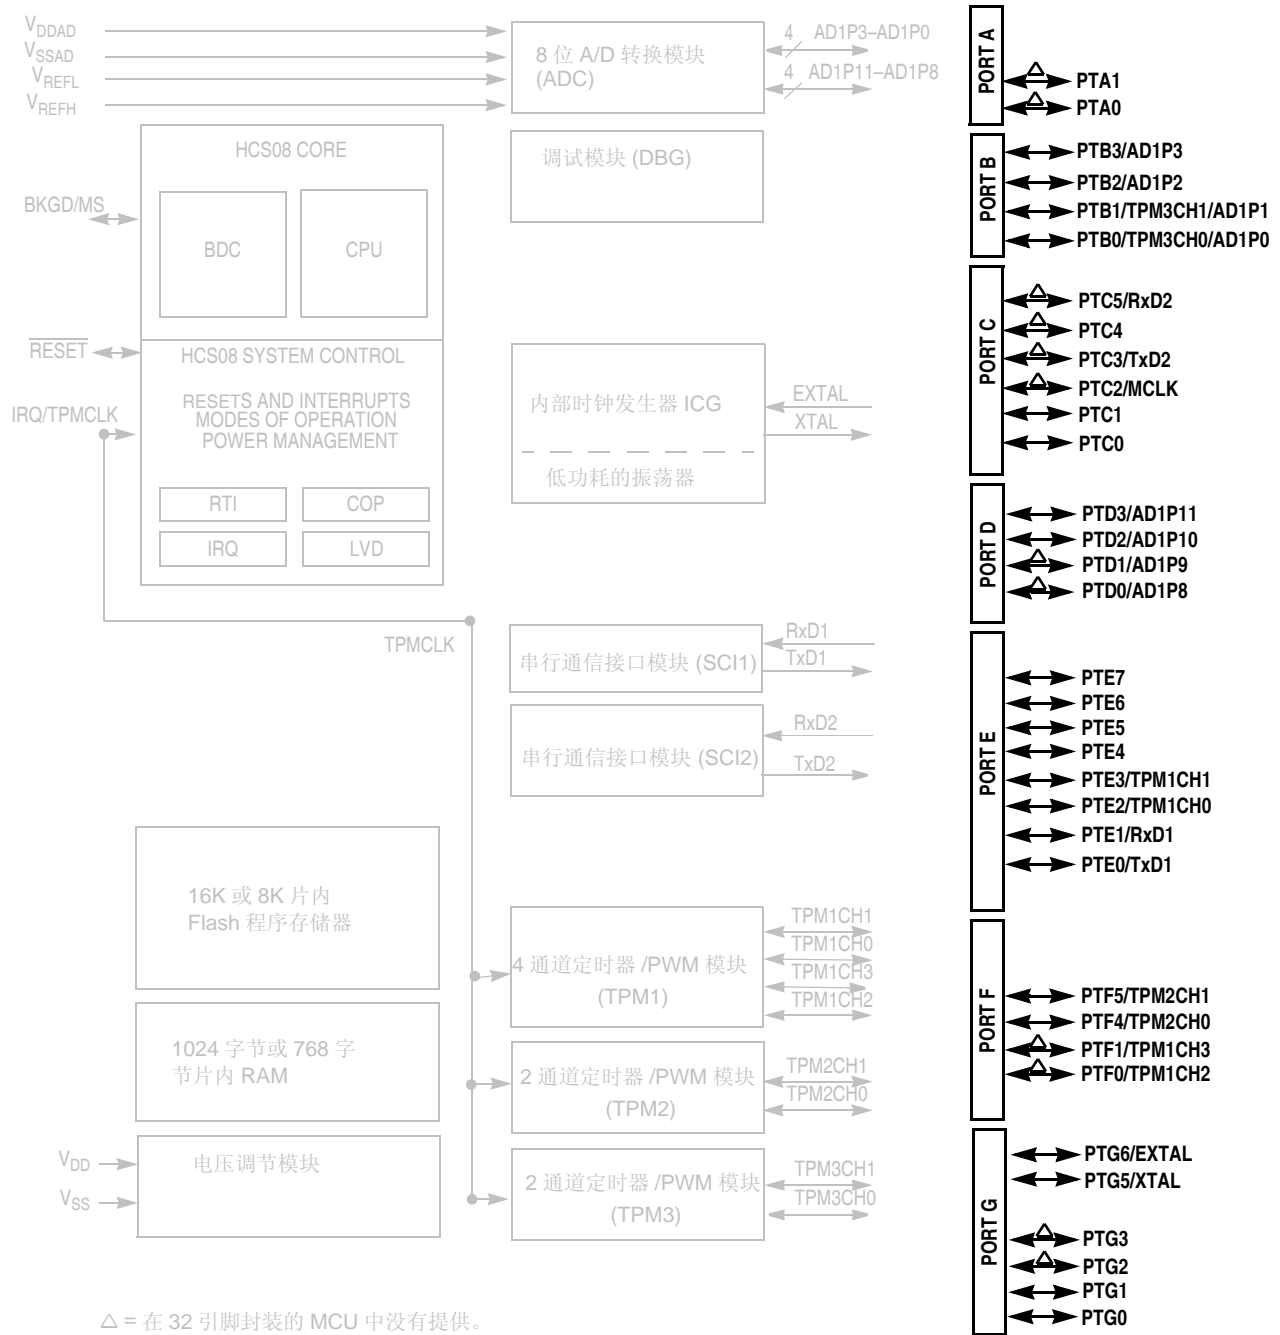 VDDAD
VSSAD
VREFL
VREFH
8 位 A/D 转换模块
(ADC)
4 AD1P3–AD1P0
4 AD1P11–AD1P8
HCS08 CORE
BDC
CPU
调试模块 (DBG)
BKGD/MS
RESET
HCS08 SYSTEM CONTROL
RESETS AND INTERRUPTS
MODES OF OPERATION
POWER MANAGEMENT
IRQ/TPMCLK
RTI
COP
IRQ
LVD
内部时钟发生器 ICG
低功耗的振荡器
EXTAL
XTAL
TPMCLK
串行通信接口模块 (SCI1)
RxD1
TxD1
串行通信接口模块 (SCI2)
RxD2
TxD2
16K 或 8K 片内
Flash 程序存储器
4 通道定时器 /PWM 模块
(TPM1)
TPM1CH1
TPM1CH0
TPM1CH3
TPM1CH2
1024 字节或 768 字
节片内 RAM
2 通道定时器 /PWM 模块
(TPM2)
TPM2CH1
TPM2CH0
VDD
VSS
电压调节模块
2 通道定时器 /PWM 模块
(TPM3)
TPM3CH1
TPM3CH0
PORT A
PTA1
PTA0
PORT B
PTB3/AD1P3
PTB2/AD1P2
PTB1/TPM3CH1/AD1P1
PTB0/TPM3CH0/AD1P0
PORT C
PTC5/RxD2
PTC4
PTC3/TxD2
PTC2/MCLK
PTC1
PTC0
PORT D
PTD3/AD1P11
PTD2/AD1P10
PTD1/AD1P9
PTD0/AD1P8
PORT E
PTE7
PTE6
PTE5
PTE4
PTE3/TPM1CH1
PTE2/TPM1CH0
PTE1/RxD1
PTE0/TxD1
PORT F
PTF5/TPM2CH1
PTF4/TPM2CH0
PTF1/TPM1CH3
PTF0/TPM1CH2
PORT G
PTG6/EXTAL
PTG5/XTAL
PTG3
PTG2
PTG1
PTG0
△ = 在 32 引脚封装的 MCU 中没有提供。